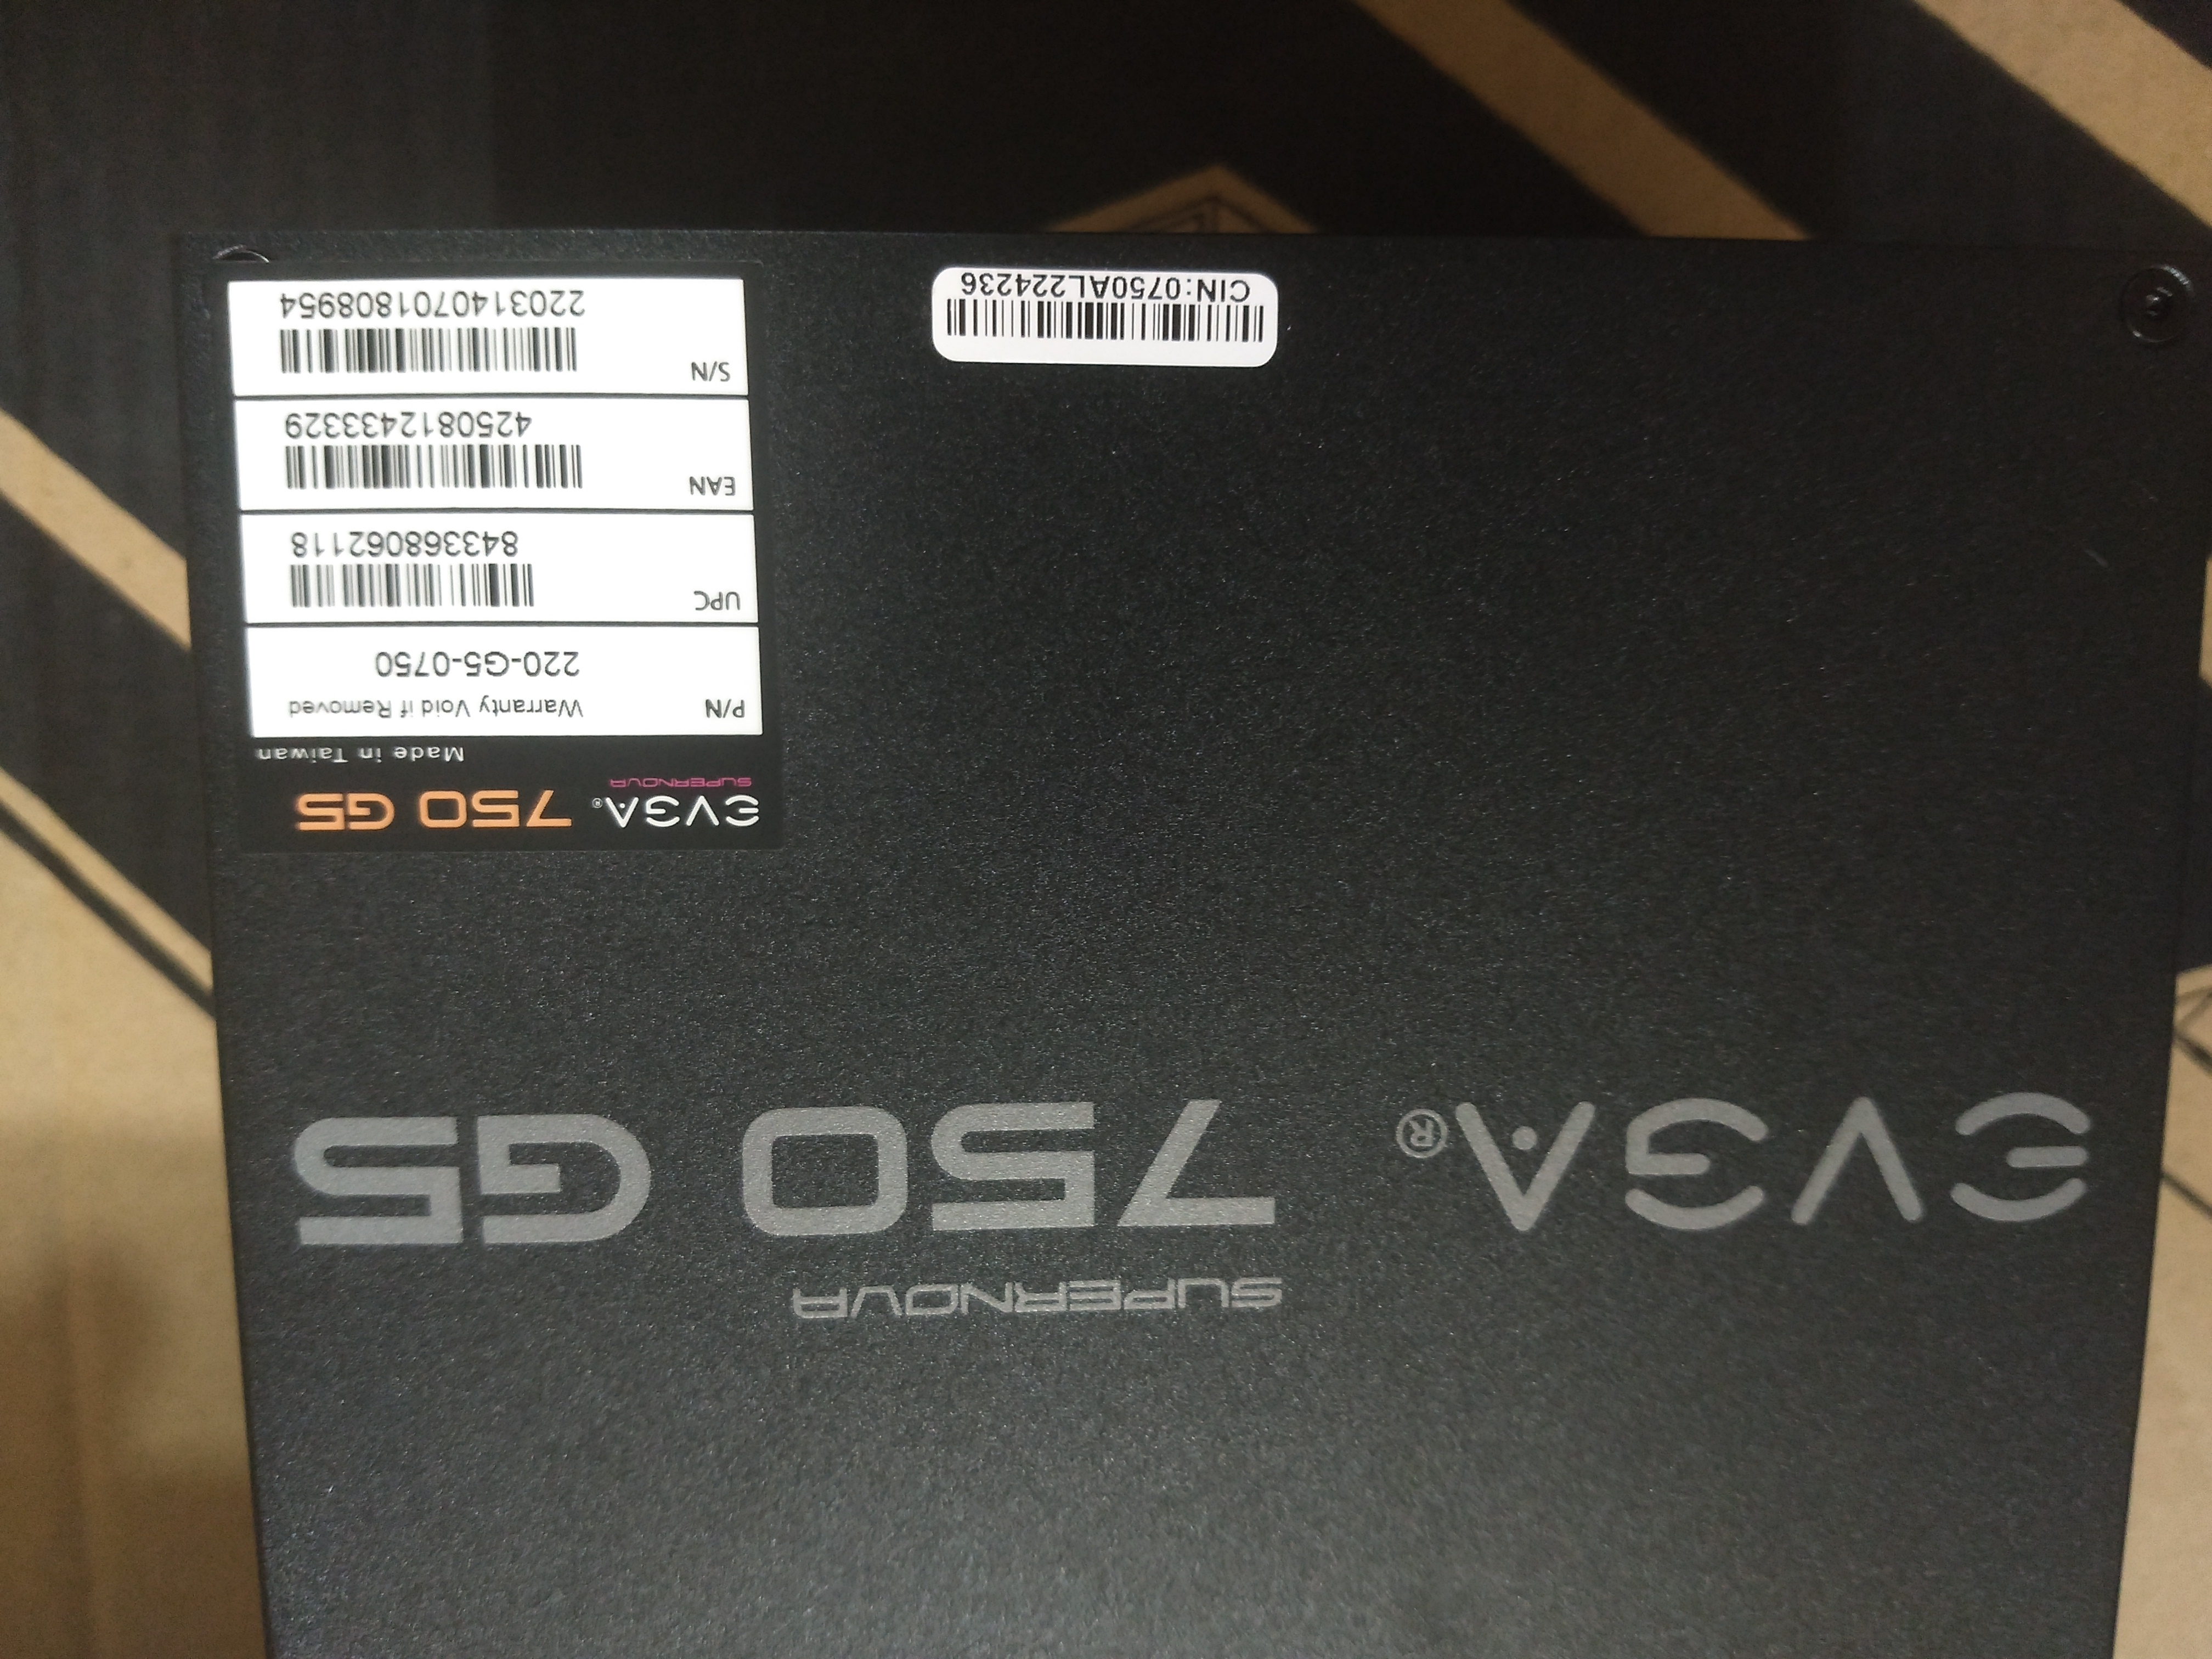 SUPERNOVA
EVGA® 750 G5
EVGA® 750 G5
SUPERNOVA
Made in Taiwan
P/N Warranty Void if Removed
220-G5-0750
UPC
843368062118
EAN
4250812433329
S/N
2203140701808954
CIN:0750AL224236